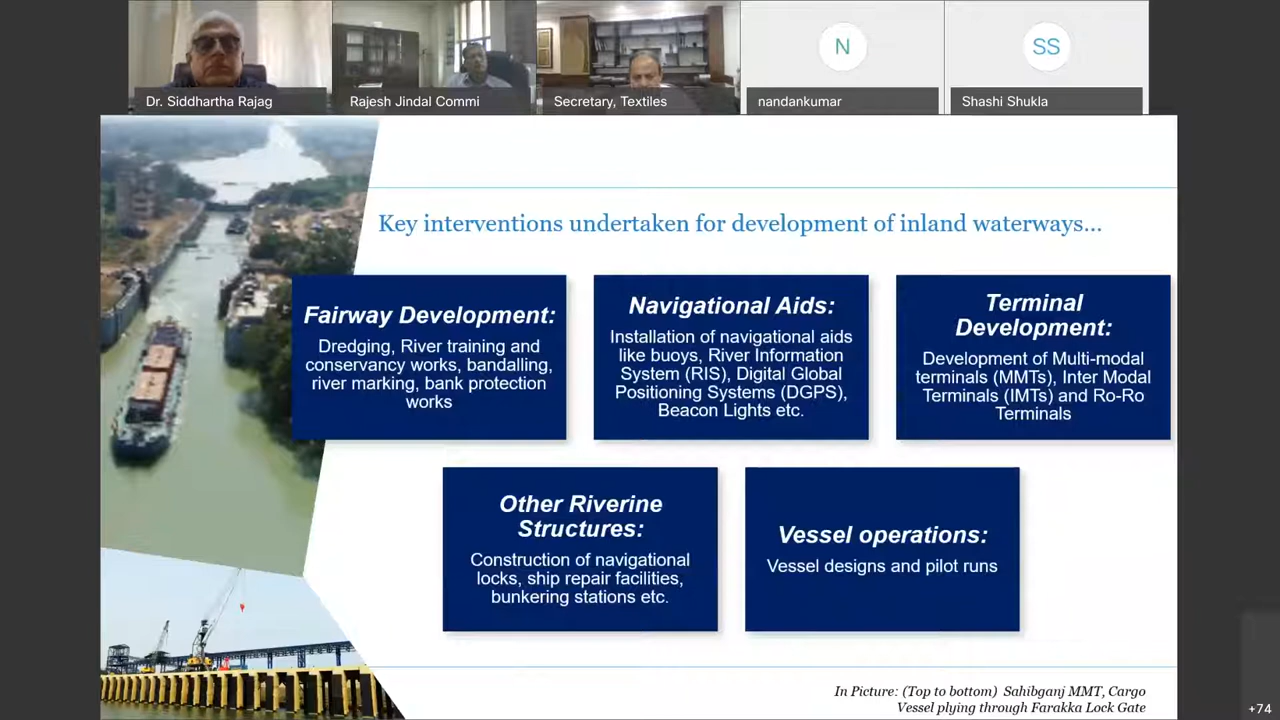 N
SS
Dr. Siddhartha Rajag
Rajesh Jindal Commi
Secretary, Textiles
nandankumar
Shashi Shukla
Key interventions undertaken for development of inland waterways...
Fairway Development:
Dredging, River training and
conservancy works, bandalling,
river marking, bank protection
works
Navigational Aids:
Installation of navigational aids
like buoys, River Information
System (RIS), Digital Global
Positioning Systems (DGPS),
Beacon Lights etc.
Terminal
Development:
Development of Multi-modal
terminals (MMTs), Inter Modal
Terminals (IMTs) and Ro-Ro
Terminals
Other Riverine
Structures:
Construction of navigational
locks, ship repair facilities,
bunkering stations etc.
Vessel operations:
Vessel designs and pilot runs
In Picture: (Top to bottom) Sahibganj MMT, Cargo
Vessel plying through Farakka Lock Gate
+74